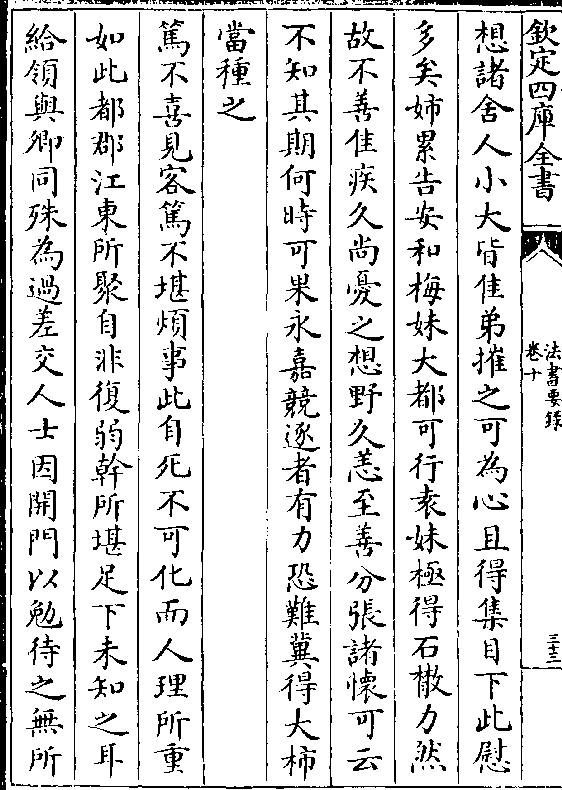 欽定四庫全書
法書要録
卷十
三十三
想諸舍人小大皆佳弟摧之可為心且得集目下此慰
多矣姊累告安和梅妹大都可行袁妹極得石㯚力然
故不善佳疾久尚憂之想野久恙至善分張諸懷可云
不知其期何時可果永嘉競逐者有力恐難冀得大柿
當種之
篤不喜見客篤不堪煩事此自死不可化而人理所重
如此都郡江東所聚自非復弱幹所堪足下未知之耳
給領與卿同殊為過差交人士因開門以勉待之無所